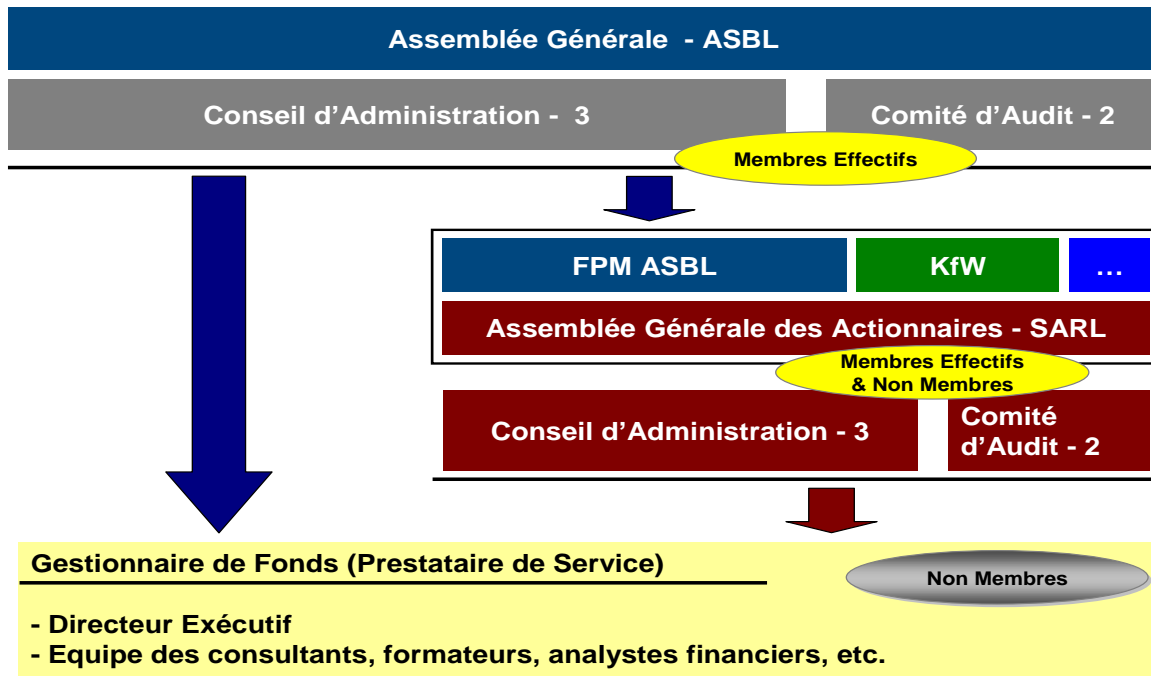 Assemblée Générale - ASBL
Conseil d'Administration - 3
Comité d'Audit - 2
Membres Effectifs
FPM ASBL
KfW
...
Assemblée Générale des Actionnaires - SARL
Membres Effectifs
& Non Membres
Conseil d'Administration - 3
Comité
d'Audit - 2
Gestionnaire de Fonds (Prestataire de Service)
Non Membres
- Directeur Exécutif
- Equipe des consultants, formateurs, analystes financiers, etc.